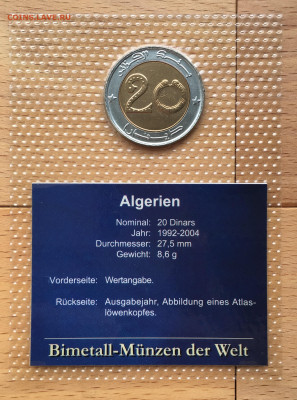 COINS.LAVE.RU
20
Algerien
Nominal: 20 Dinars
Jahr: 1992-2004
Durchmesser: 27,5 mm
Gewicht: 8,6 g
Vorderseite: Wertangabe.
Rückseite: Ausgabejahr, Abbildung eines Atlas-
löwenkopfes.
Bimetall-Münzen der Welt